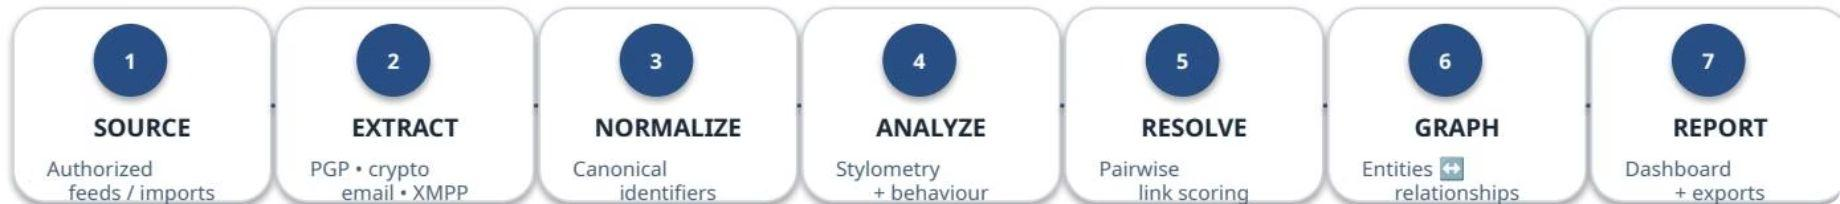 1
SOURCE
Authorized
feeds / imports
2
EXTRACT
PGP • crypto
email • XMPP
3
NORMALIZE
Canonical
identifiers
4
ANALYZE
Stylometry
+ behaviour
5
RESOLVE
Pairwise
link scoring
6
GRAPH
Entities ↔️
relationships
7
REPORT
Dashboard
+ exports